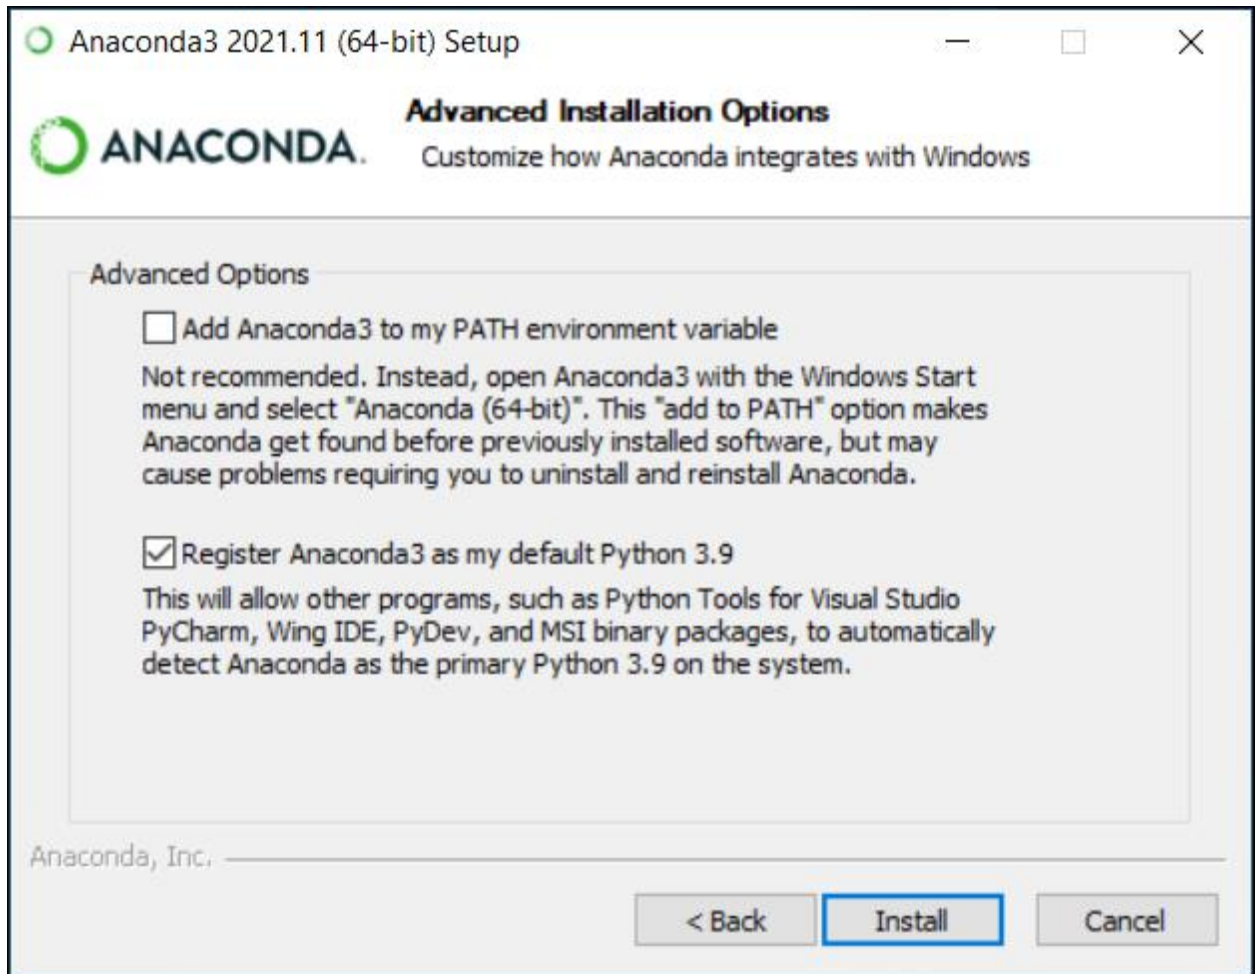 Anaconda3 2021.11 (64-bit) Setup
ANACONDA.
Advanced Installation Options
Customize how Anaconda integrates with Windows
Advanced Options
Add Anaconda3 to my PATH environment variable
Not recommended. Instead, open Anaconda3 with the Windows Start
menu and select "Anaconda (64-bit)". This "add to PATH" option makes
Anaconda get found before previously installed software, but may
cause problems requiring you to uninstall and reinstall Anaconda.
Register Anaconda3 as my default Python 3.9
This will allow other programs, such as Python Tools for Visual Studio
PyCharm, Wing IDE, PyDev, and MSI binary packages, to automatically
detect Anaconda as the primary Python 3.9 on the system.
Anaconda, Inc.
< Back Install Cancel